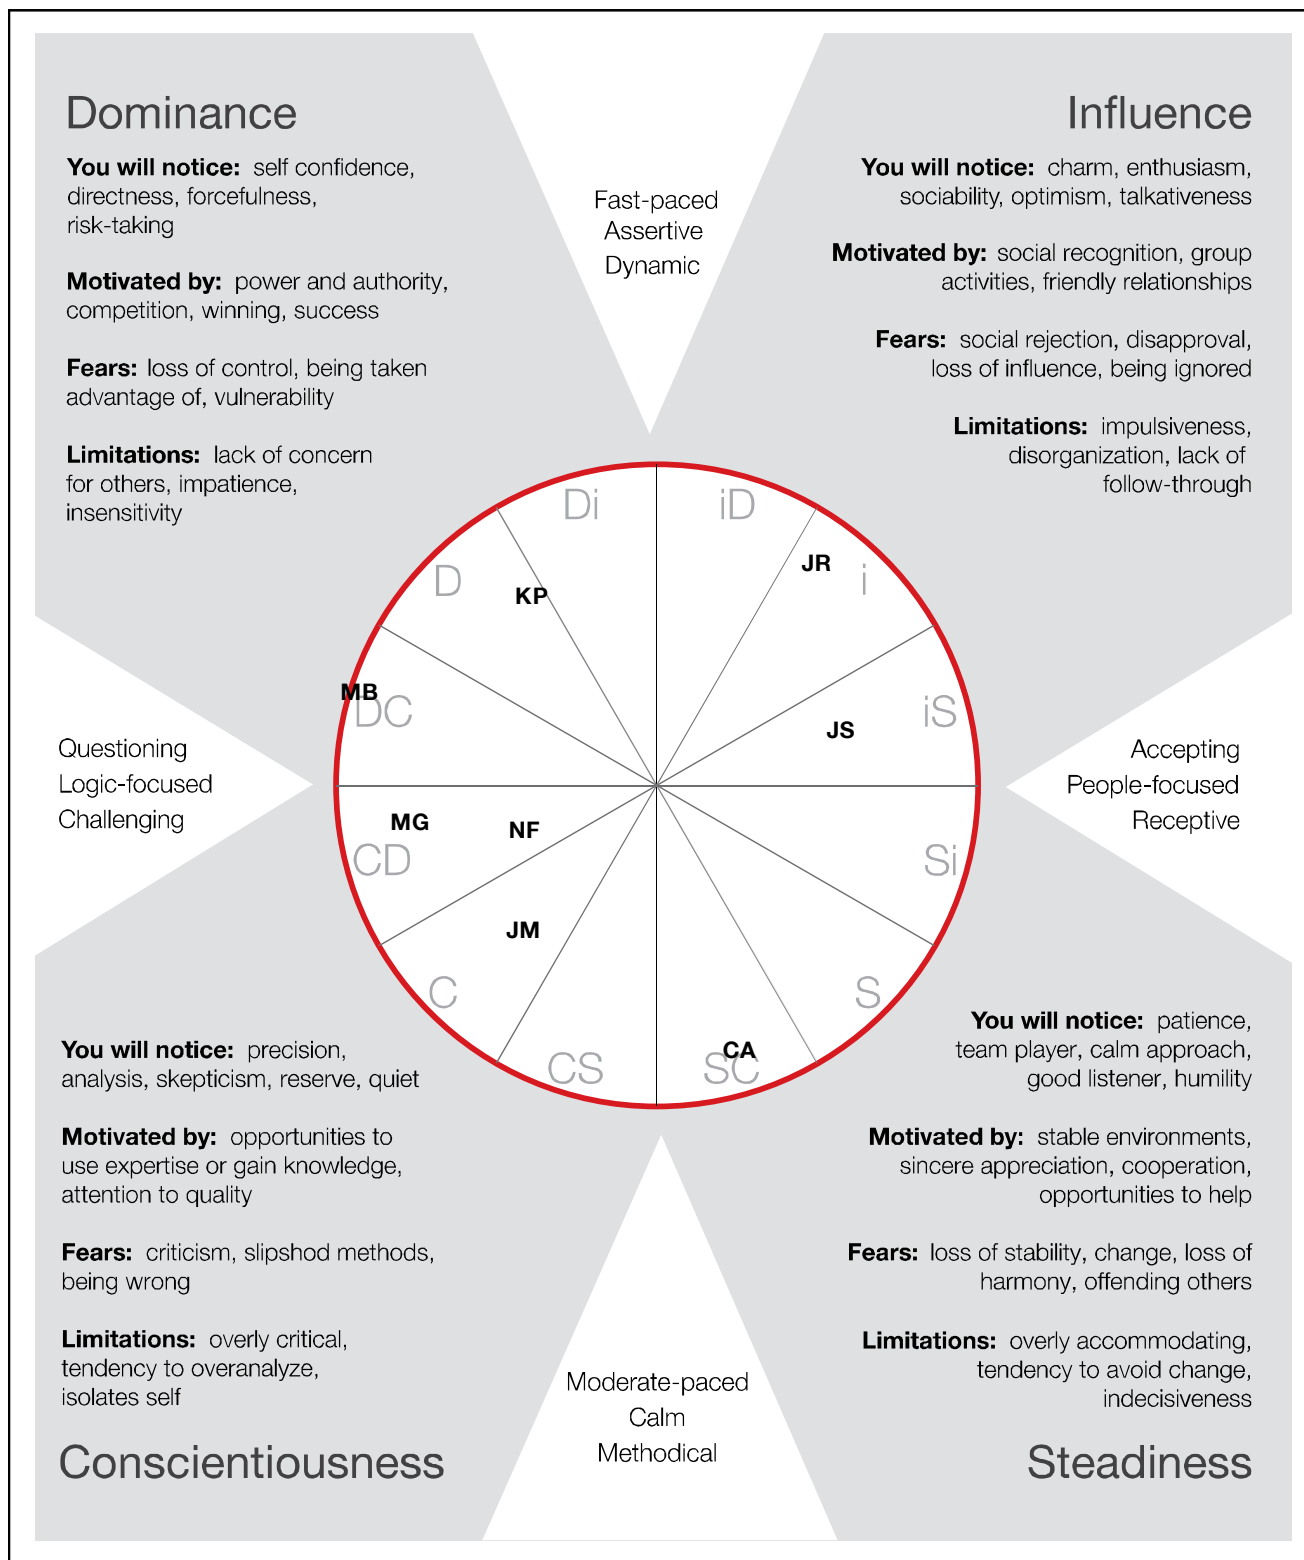 Dominance
You will notice: self confidence,
directness, forcefulness,
risk-taking
Motivated by: power and authority,
competition, winning, success
Fears: loss of control, being taken
advantage of, vulnerability
Limitations: lack of concern
for others, impatience,
insensitivity
Fast-paced
Assertive
Dynamic
Influence
You will notice: charm, enthusiasm,
sociability, optimism, talkativeness
Motivated by: social recognition, group
activities, friendly relationships
Fears: social rejection, disapproval,
loss of influence, being ignored
Limitations: impulsiveness,
disorganization, lack of
follow-through
Di
iD
D
KP
JR
i
MB
DC
JS
iS
Questioning
Logic-focused
Challenging
Accepting
People-focused
Receptive
MG
NF
CD
Si
JM
C
S
CS
CA
SC
You will notice: precision,
analysis, skepticism, reserve, quiet
Motivated by: opportunities to
use expertise or gain knowledge,
attention to quality
Fears: criticism, slipshod methods,
being wrong
Limitations: overly critical,
tendency to overanalyze,
isolates self
Conscientiousness
Moderate-paced
Calm
Methodical
You will notice: patience,
team player, calm approach,
good listener, humility
Motivated by: stable environments,
sincere appreciation, cooperation,
opportunities to help
Fears: loss of stability, change, loss of
harmony, offending others
Limitations: overly accommodating,
tendency to avoid change,
indecisiveness
Steadiness